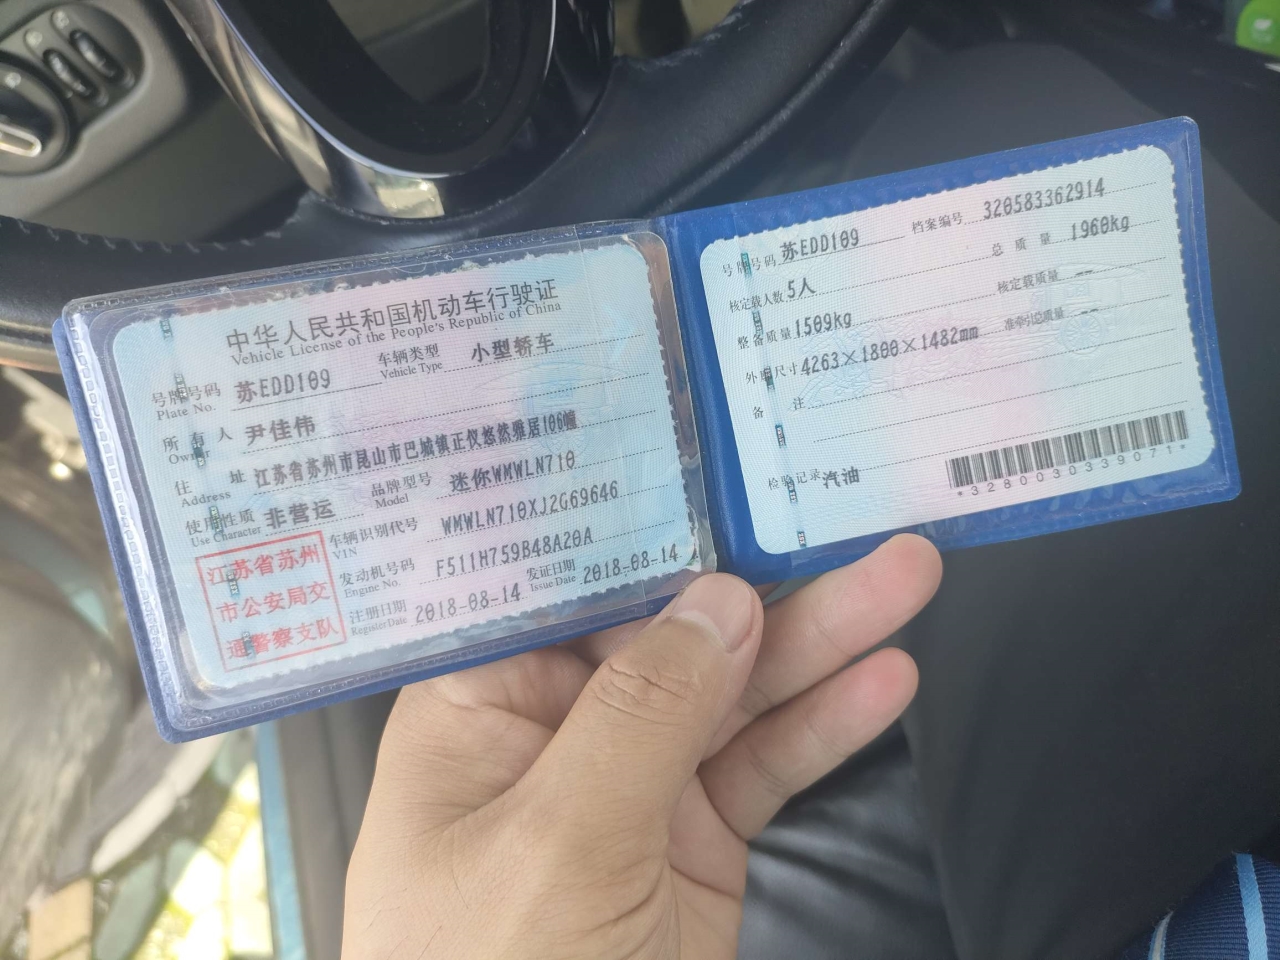 中华人民共和国机动车行驶证
Vehicle License of the People's Republic of China
号牌号码 苏EDD109 车辆类型 小型轿车
Plate No. Vehicle Type
所有人 尹佳伟
Owner
住址 江苏省苏州市昆山市巴城镇正仪悠然雅居106幢
Address
使用性质 非营运 品牌型号 迷你WMWLN710
Use Character Model
车辆识别代号 WMWLN710XJ2G69646
VIN
发动机号码 F511H759B48A20A
Engine No.
注册日期 2018-08-14 发证日期 2018-08-14
Register Date Issue Date
江苏省苏州
市公安局交
通警察支队
号牌号码 苏EDD109 档案编号 320583362914
核定载人数 5人 总质量 1960kg
整备质量 1509kg 核定载质量 --
外廓尺寸 4263×1800×1482mm 准牵引总质量 --
备注
检验记录 汽油
*3280030339071*